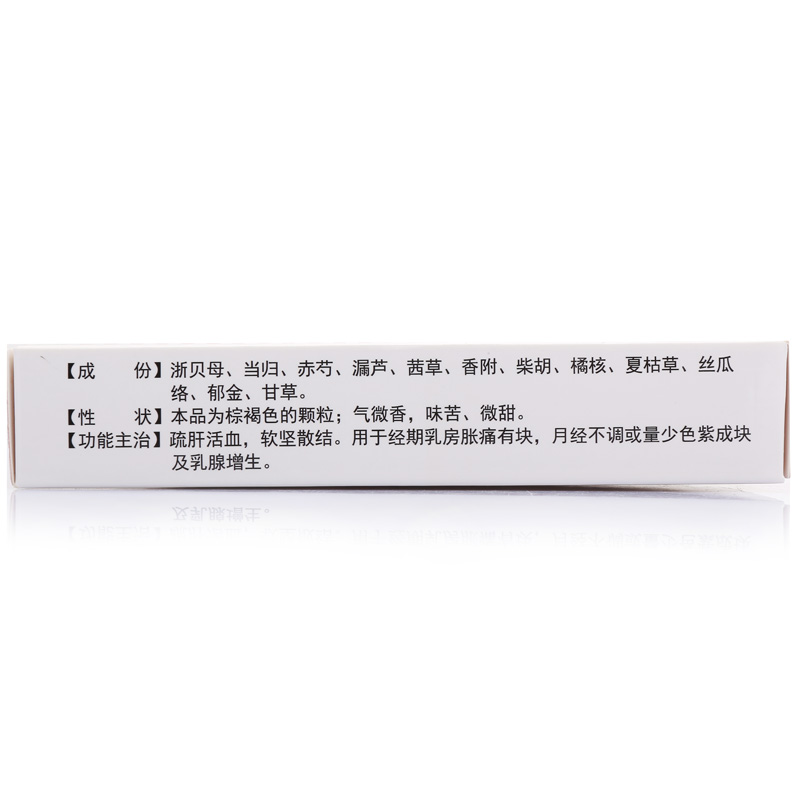 【成　　份】浙贝母、当归、赤芍、漏芦、茜草、香附、柴胡、橘核、夏枯草、丝瓜
络、郁金、甘草。
【性　　状】本品为棕褐色的颗粒；气微香，味苦、微甜。
【功能主治】疏肝活血，软坚散结。用于经期乳房胀痛有块，月经不调或量少色紫成块
及乳腺增生。